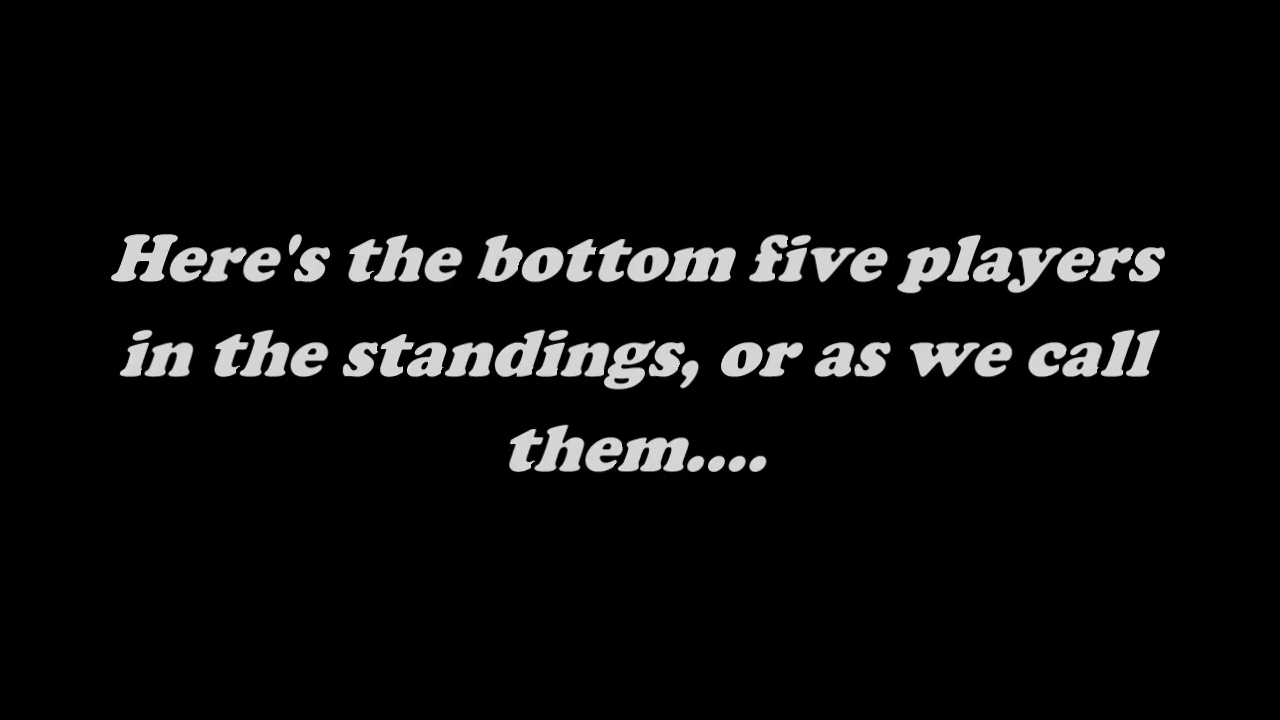 Here's the bottom five players
in the standings, or as we call
them....